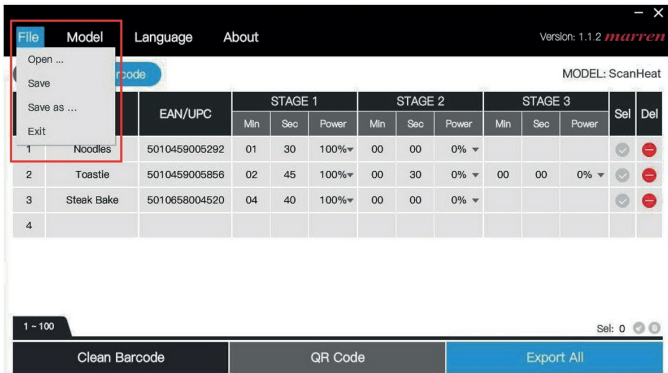 File Model Language About Version: 1.1.2 marren
Open ...
Save
Save as ...
Exit
code MODEL: ScanHeat
EAN/UPC STAGE 1 STAGE 2 STAGE 3 Sel Del
Min Sec Power Min Sec Power Min Sec Power
1 Noodles 5010459005292 01 30 100% 00 00 0%
2 Toastie 5010459005856 02 45 100% 00 30 0% 00 00 0%
3 Steak Bake 5010658004520 04 40 100% 00 00 0%
4
1 ~ 100 Sel: 0
Clean Barcode QR Code Export All